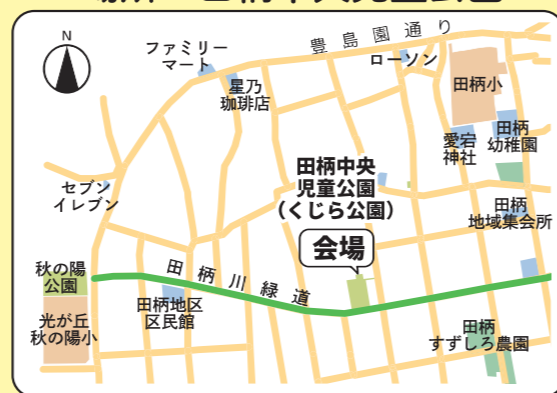 N
豊島園通り
ファミリー
マート
星乃
珈琲店
ローソン
田柄小
愛宕
神社
田柄
幼稚園
セブン
イレブン
田柄中央
児童公園
(くじら公園)
会場
田柄
地域集会所
秋の陽
公園
田柄川緑道
田柄地区
区民館
光が丘
秋の陽小
田柄
すずしろ農園